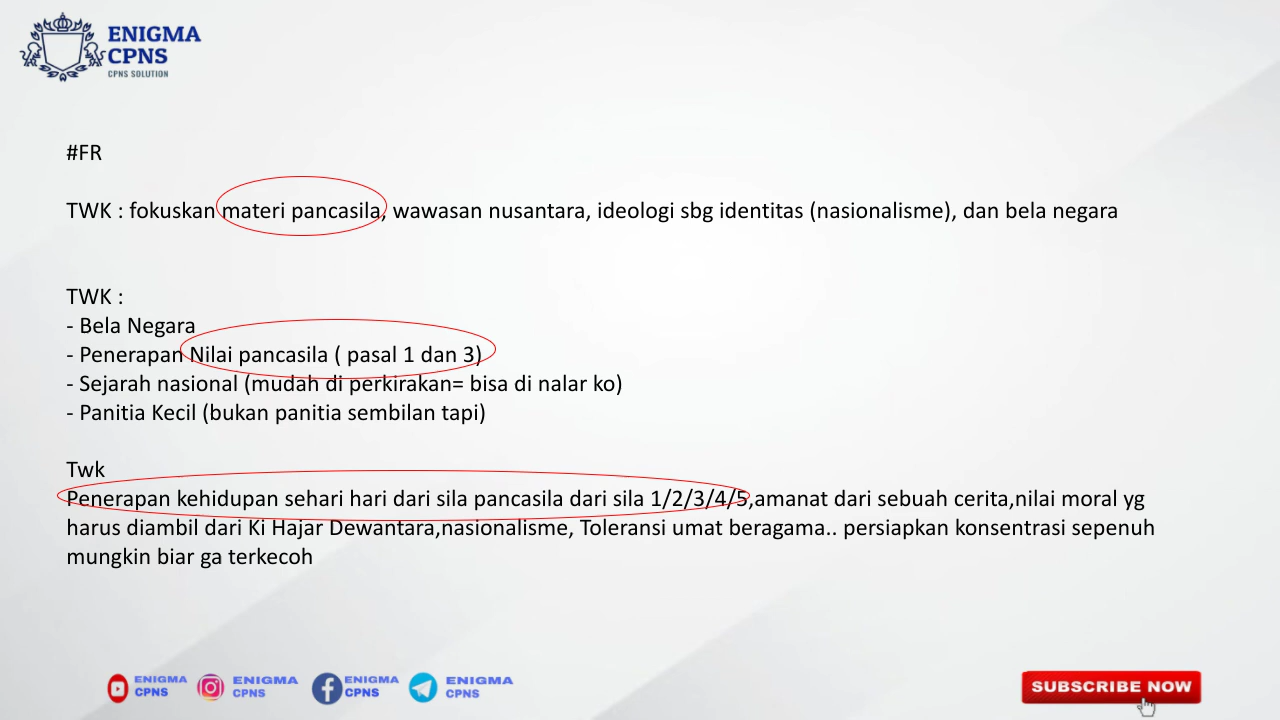 ENIGMA
CPNS
CPNS SOLUTION
#FR
TWK : fokuskan materi pancasila, wawasan nusantara, ideologi sbg identitas (nasionalisme), dan bela negara
TWK :
- Bela Negara
- Penerapan Nilai pancasila ( pasal 1 dan 3)
- Sejarah nasional (mudah di perkirakan= bisa di nalar ko)
- Panitia Kecil (bukan panitia sembilan tapi)
Twk
Penerapan kehidupan sehari hari dari sila pancasila dari sila 1/2/3/4/5,amanat dari sebuah cerita,nilai moral yg
harus diambil dari Ki Hajar Dewantara,nasionalisme, Toleransi umat beragama.. persiapkan konsentrasi sepenuh
mungkin biar ga terkecoh
ENIGMA CPNS ENIGMA CPNS ENIGMA CPNS ENIGMA CPNS
SUBSCRIBE NOW